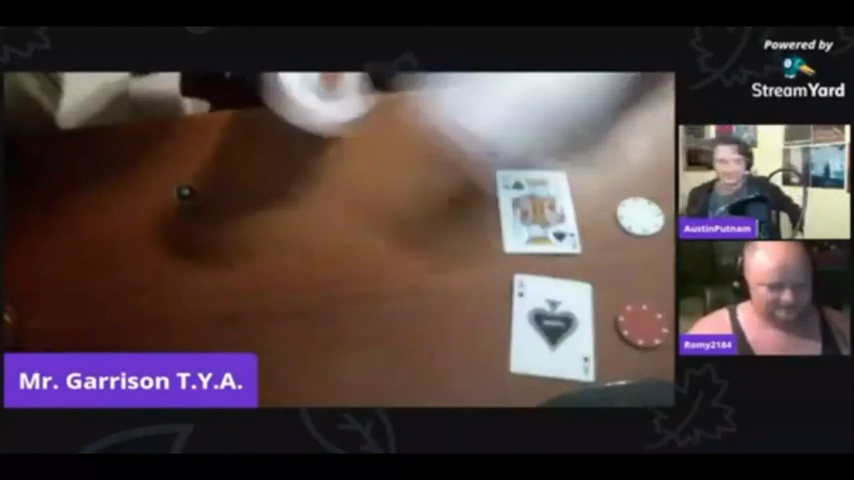 Powered by
StreamYard
AustinPutnam
Romy2184
Mr. Garrison T.Y.A.